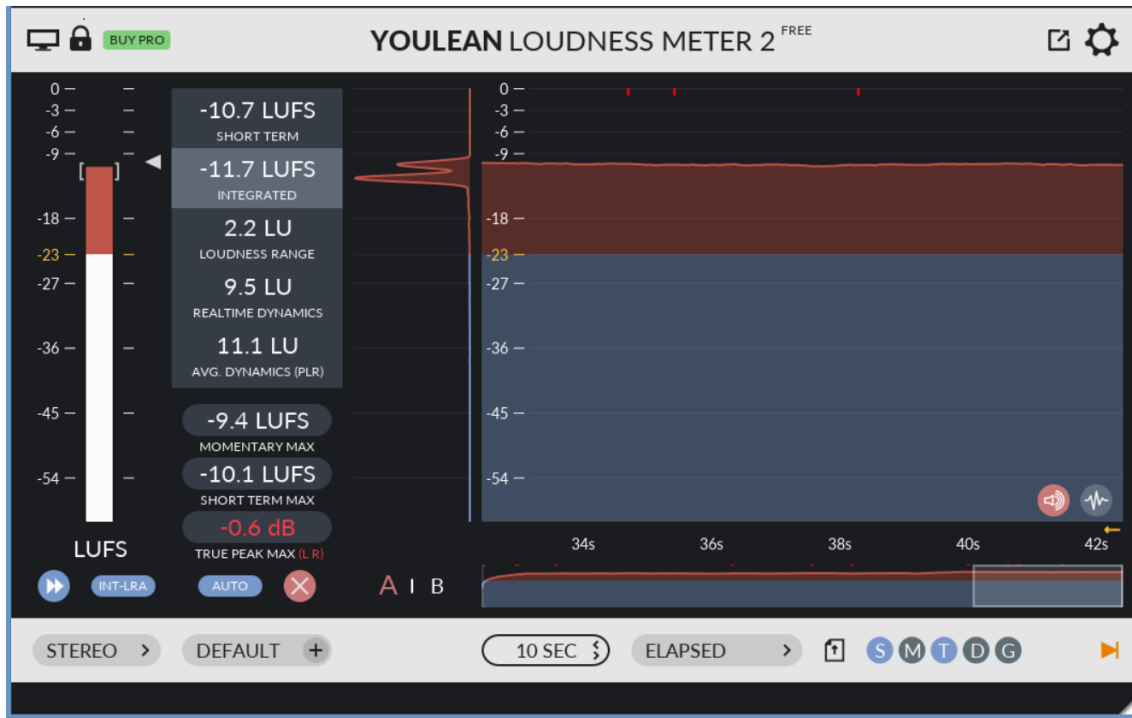 BUY PRO
YOULEAN LOUDNESS METER 2 FREE
0
-3
-6
-9
-18
-23
-27
-36
-45
-54
LUFS
-10.7 LUFS
SHORT TERM
-11.7 LUFS
INTEGRATED
2.2 LU
LOUDNESS RANGE
9.5 LU
REALTIME DYNAMICS
11.1 LU
AVG. DYNAMICS (PLR)
-9.4 LUFS
MOMENTARY MAX
-10.1 LUFS
SHORT TERM MAX
-0.6 dB
TRUE PEAK MAX (L R)
0
-3
-6
-9
-18
-23
-27
-36
-45
-54
34s 36s 38s 40s 42s
INT-LRA AUTO A I B
STEREO DEFAULT + 10 SEC ELAPSED S M T D G